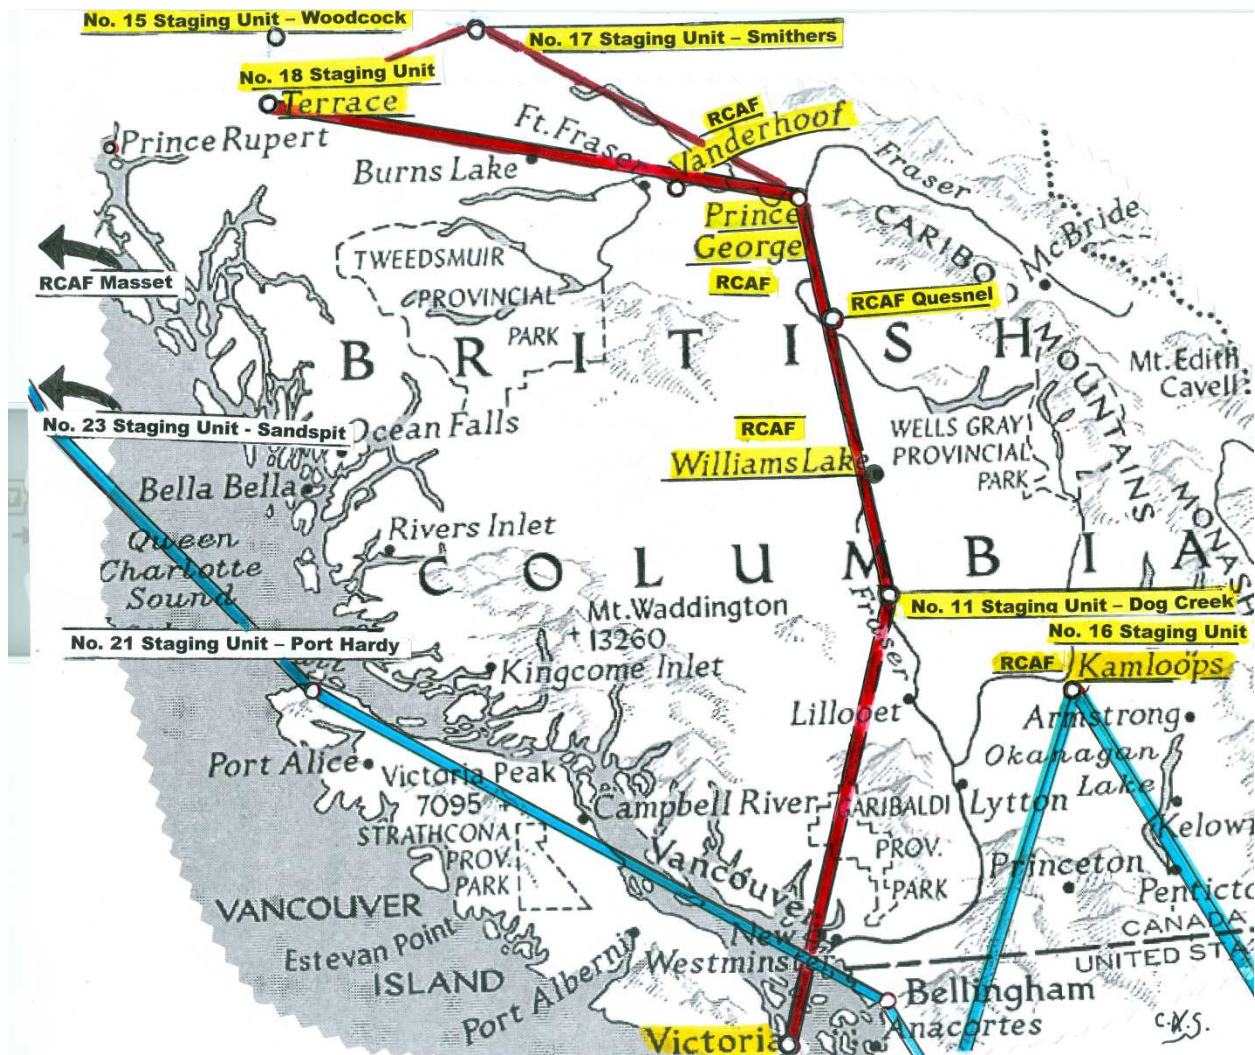 No. 15 Staging Unit – Woodcock
No. 17 Staging Unit – Smithers
No. 18 Staging Unit
Terrace
Prince Rupert
Ft. Fraser
RCAF
Vanderhoof
Burns Lake
Fraser
Prince
George
RCAF
CARIBOO
McBride
TWEEDSMUIR
PROVINCIAL
PARK
RCAF Masset
RCAF Quesnel
BRITISH
MOUNTAINS
Mt. Edith
Cavell
No. 23 Staging Unit - Sandspit
Ocean Falls
RCAF
Williams Lake
WELLS GRAY
PROVINCIAL
PARK
Bella Bella
Rivers Inlet
MONASH
Queen
Charlotte
Sound
COLUMBIA
Mt. Waddington
13260
Fraser
No. 11 Staging Unit – Dog Creek
No. 16 Staging Unit
RCAF
Kamloops
No. 21 Staging Unit – Port Hardy
Kingcome Inlet
Lillooet
Armstrong
Okanagan
Lake
Port Alice
Victoria Peak
7095
Campbell River
GARIBALDI
PROV.
PARK
Lytton
STRATHCONA
PROV.
PARK
Kelow
Princeton
Penticto
Vancouver
VANCOUVER
ISLAND
Estevan Point
Port Alberni
New
Westminster
CANADA
UNITED STA
Bellingham
Anacortes
Victoria
C.K.S.